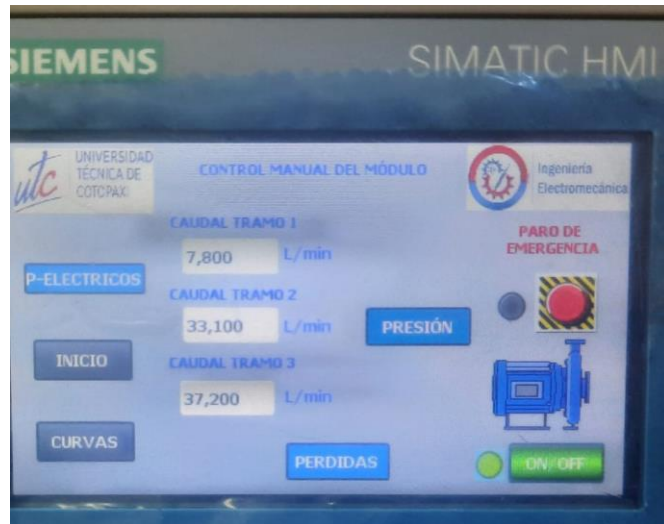 SIEMENS
SIMATIC HMI
utc
UNIVERSIDAD
TÉCNICA DE
COTOPAXI
CONTROL MANUAL DEL MÓDULO
Ingeniería
Electromecánica
CAUDAL TRAMO 1
7,800 L/min
PARO DE
EMERGENCIA
P-ELECTRICOS
CAUDAL TRAMO 2
33,100 L/min
PRESIÓN
INICIO
CAUDAL TRAMO 3
37,200 L/min
CURVAS
PERDIDAS
ON/OFF